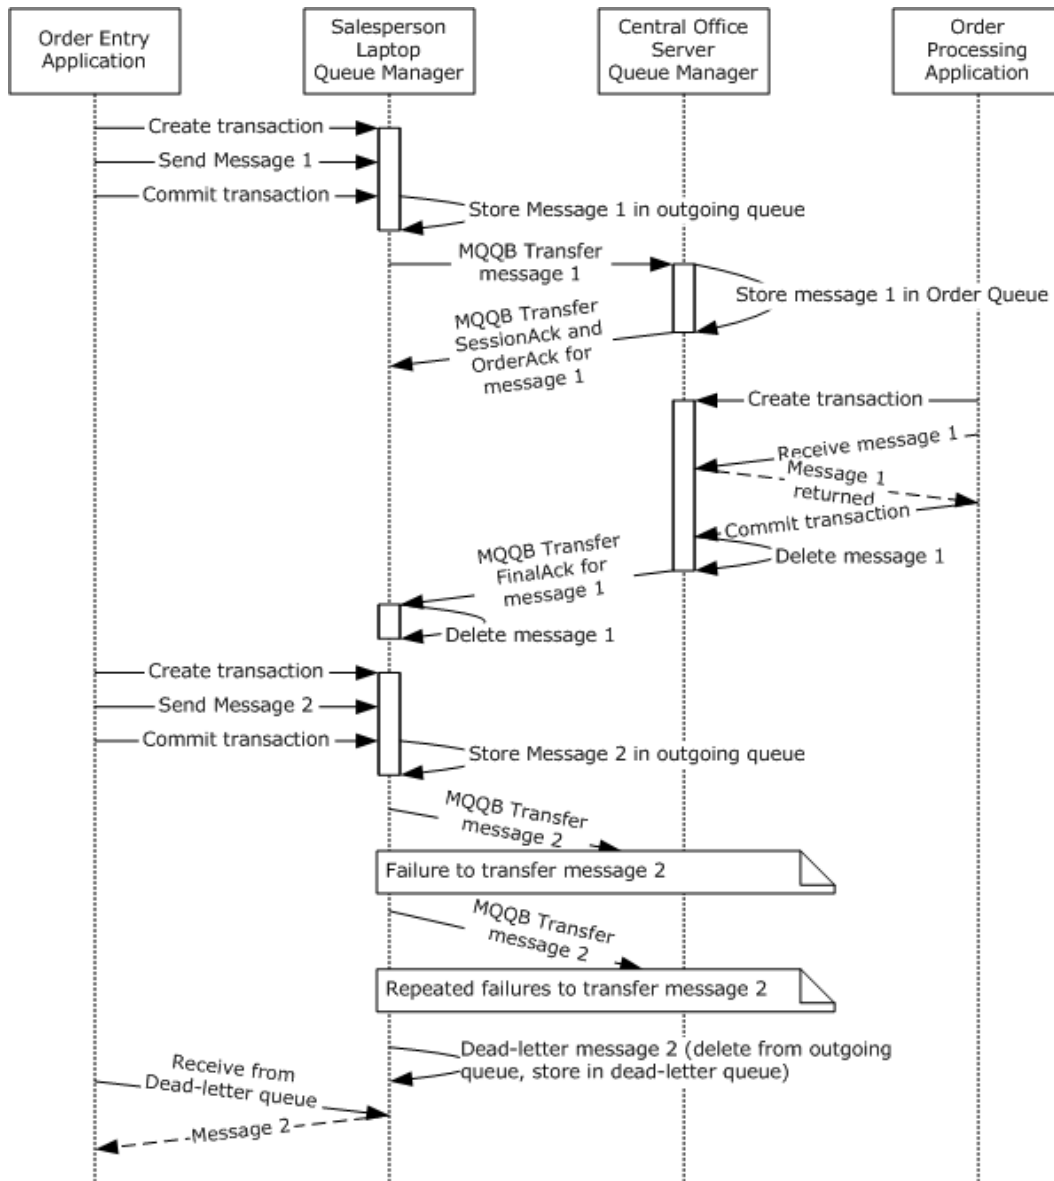 Order Entry
Application
Salesperson
Laptop
Queue Manager
Central Office
Server
Queue Manager
Order
Processing
Application
Create transaction
Send Message 1
Commit transaction
Store Message 1 in outgoing queue
MQQB Transfer
message 1
Store message 1 in Order Queue
MQQB Transfer
SessionAck and
OrderAck for
message 1
Create transaction
Receive message 1
Message 1
returned
Commit transaction
Delete message 1
MQQB Transfer
FinalAck for
message 1
Delete message 1
Create transaction
Send Message 2
Commit transaction
Store Message 2 in outgoing queue
MQQB Transfer
message 2
Failure to transfer message 2
MQQB Transfer
message 2
Repeated failures to transfer message 2
Dead-letter message 2 (delete from outgoing
queue, store in dead-letter queue)
Receive from
Dead-letter queue
Message 2